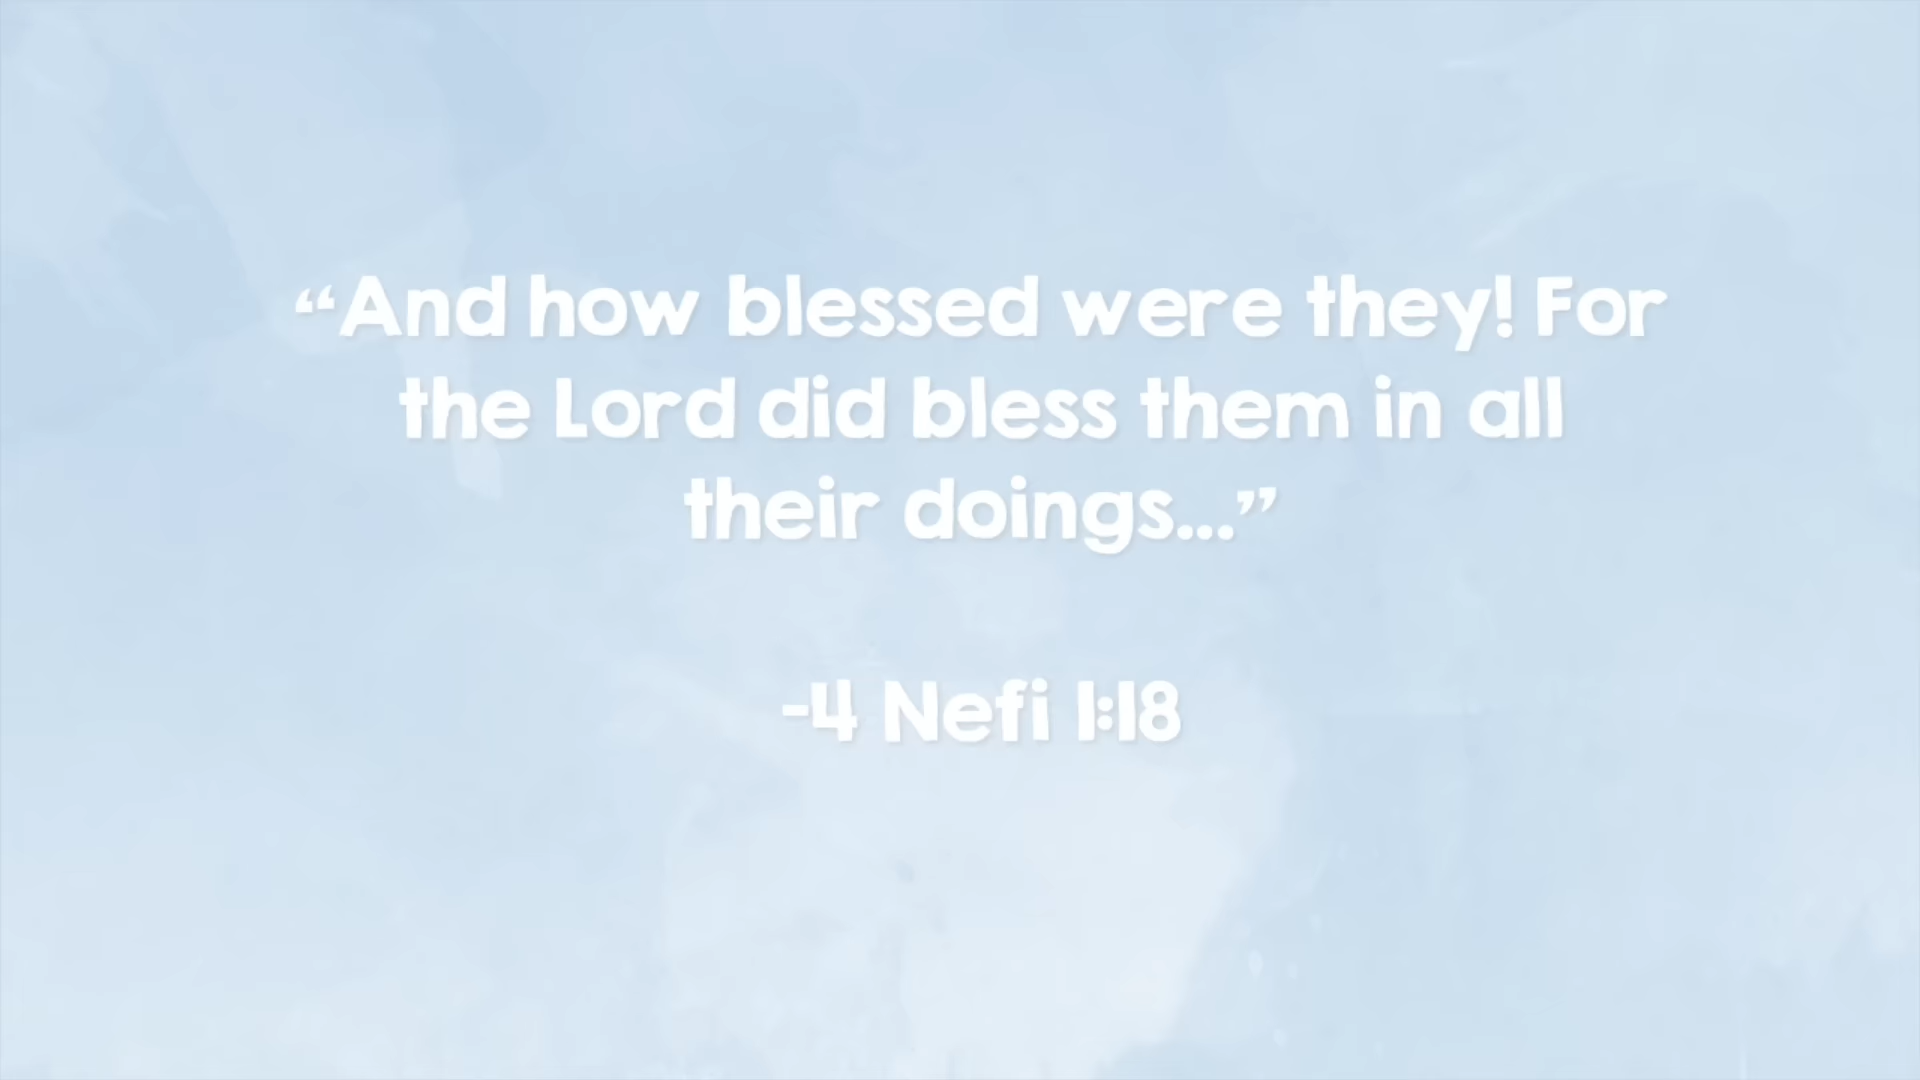 “And how blessed were they! For
the Lord did bless them in all
their doings...”
-4 Nefi 1:18